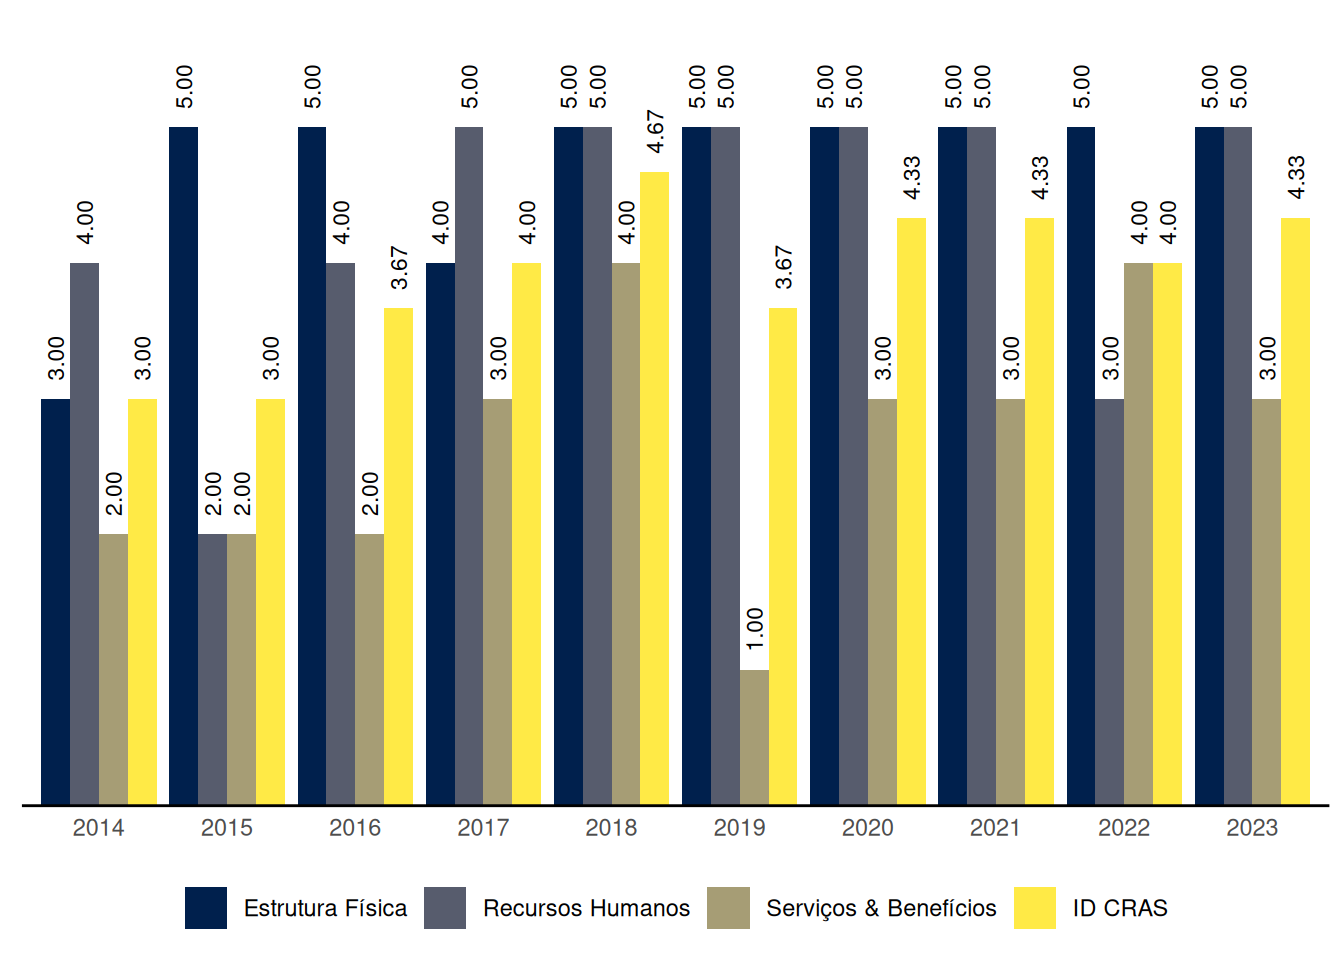 5.00 5.00 5.00 5.00 5.00 5.00 5.00 5.00 5.00 5.00 5.00 5.00 5.00 5.00
4.67
4.33 4.33 4.33
4.00 4.00 4.00 4.00 4.00 4.00 4.00
3.67 3.67
3.00 3.00 3.00 3.00 3.00 3.00 3.00 3.00
2.00 2.00 2.00 2.00
1.00
2014 2015 2016 2017 2018 2019 2020 2021 2022 2023
Estrutura Física Recursos Humanos Serviços & Benefícios ID CRAS